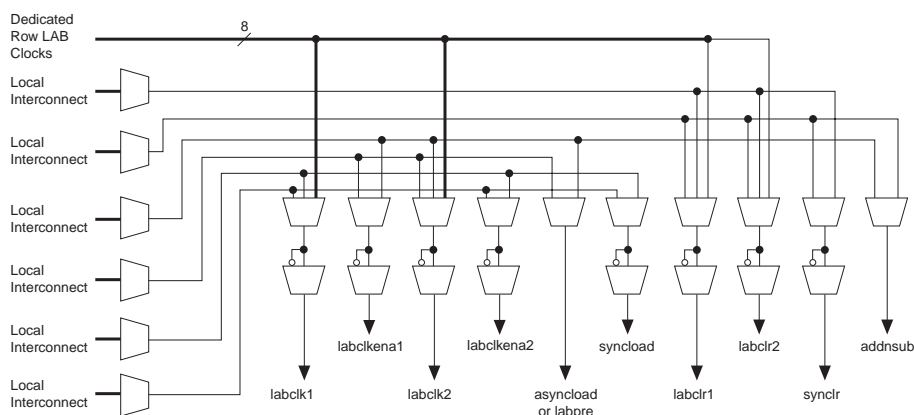 Dedicated
Row LAB
Clocks
8
Local
Interconnect
Local
Interconnect
Local
Interconnect
Local
Interconnect
Local
Interconnect
Local
Interconnect
labclkena1
labclkena2
syncload
labclr2
addnsub
labclk1
labclk2
asyncload
or labpre
labclr1
synclr